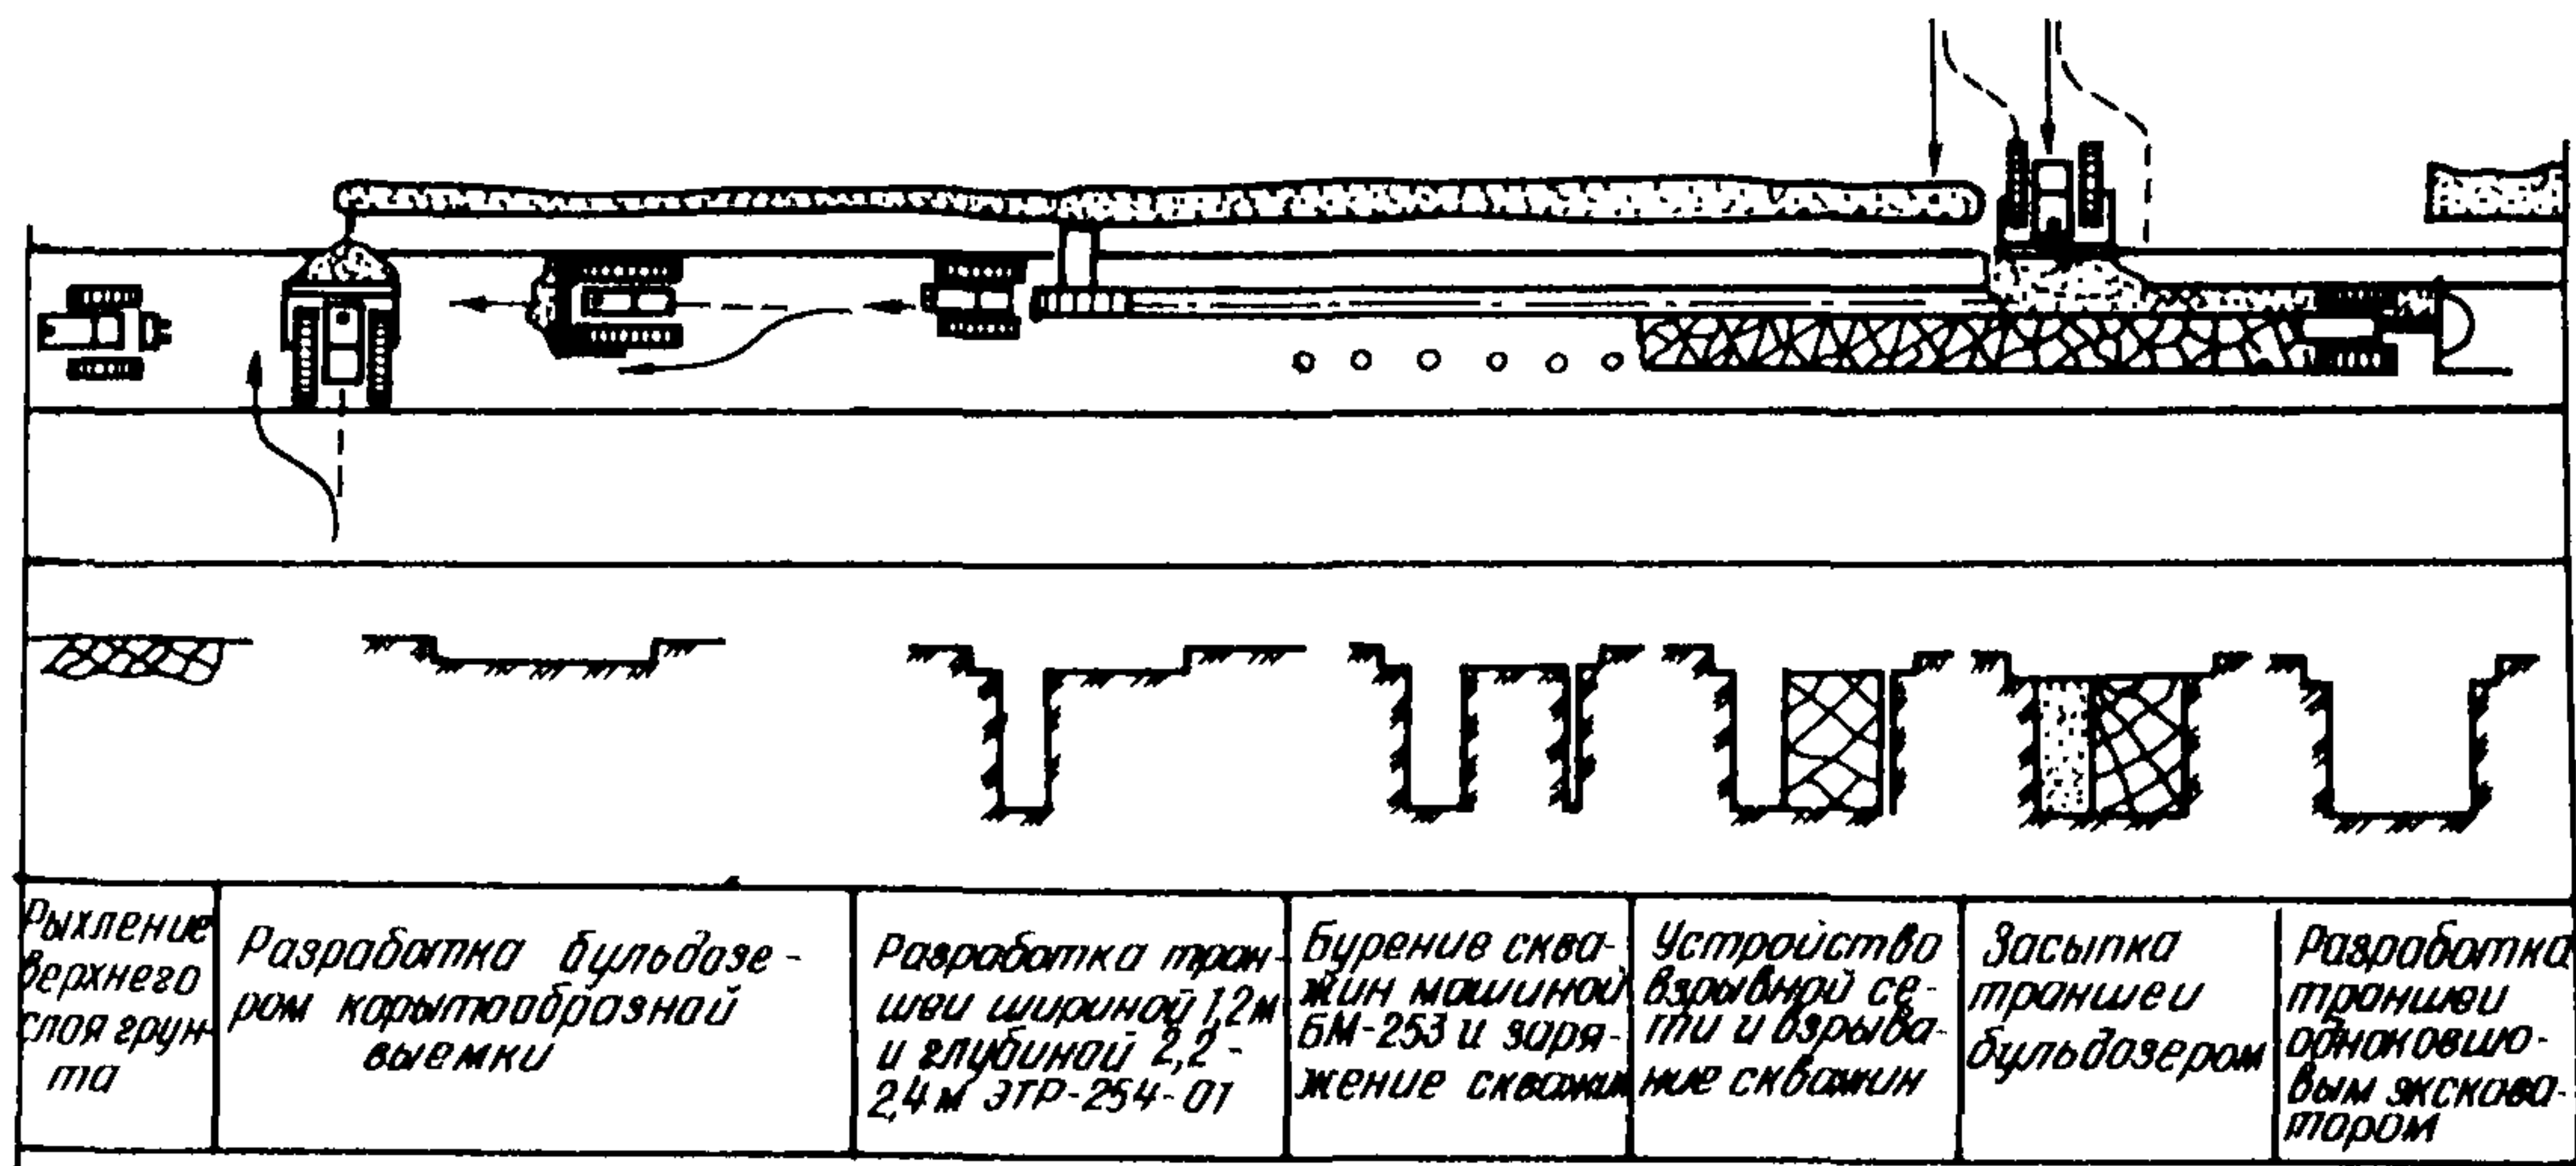 Рыхление
верхнего
слоя грун-
та
Разработка бульдозе-
ром корытообразной
выемки
Разработка тран-
шеи шириной 1,2м
и глубиной 2,2-
2,4м ЭТР-254-01
Бурение сква-
жин машиной
БМ-253 и заря-
жение скважин
Устройство
взрывной се-
ти и взрыва-
ние скважин
Засыпка
траншеи
бульдозером
Разработка
траншеи
одноковшо-
вым экскава-
тором